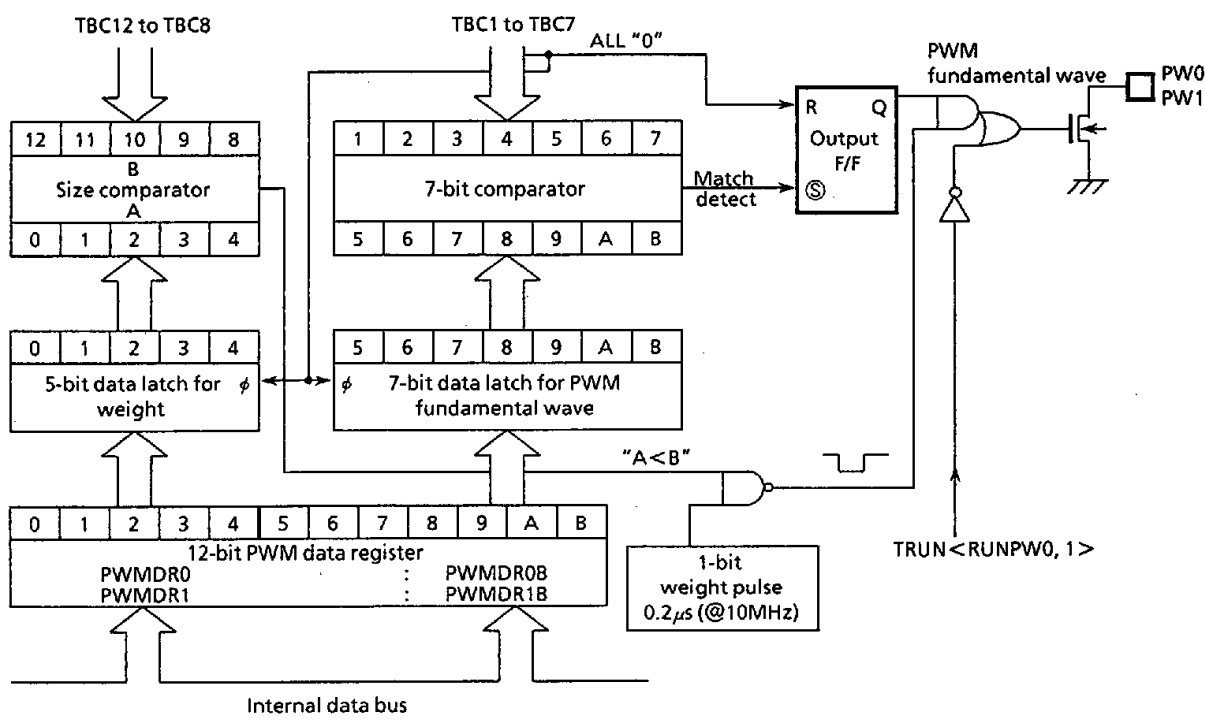 TBC12 to TBC8
TBC1 to TBC7
ALL "0"
PWM
fundamental wave
PW0
PW1
12 11 10 9 8
B
Size comparator
A
0 1 2 3 4
1 2 3 4 5 6 7
7-bit comparator
5 6 7 8 9 A B
Match
detect
R Q
Output
F/F
S
0 1 2 3 4
5-bit data latch for ϕ
weight
5 6 7 8 9 A B
ϕ 7-bit data latch for PWM
fundamental wave
"A<B"
0 1 2 3 4 5 6 7 8 9 A B
12-bit PWM data register
PWMDR0 : PWMDR0B
PWMDR1 : PWMDR1B
1-bit
weight pulse
0.2μs (@10MHz)
TRUN<RUNPW0, 1>
Internal data bus